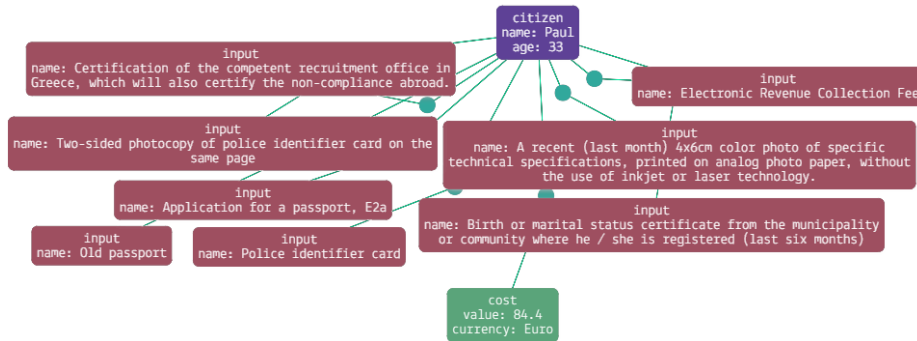 citizen
name: Paul
age: 33
input
name: Certification of the competent recruitment office in
Greece, which will also certify the non-compliance abroad.
input
name: Electronic Revenue Collection Fee
input
name: Two-sided photocopy of police identifier card on the
same page
input
name: A recent (last month) 4x6cm color photo of specific
technical specifications, printed on analog photo paper, without
the use of inkjet or laser technology.
input
name: Application for a passport, E2a
input
name: Birth or marital status certificate from the municipality
or community where he / she is registered (last six months)
input
name: Old passport
input
name: Police identifier card
cost
value: 84.4
currency: Euro